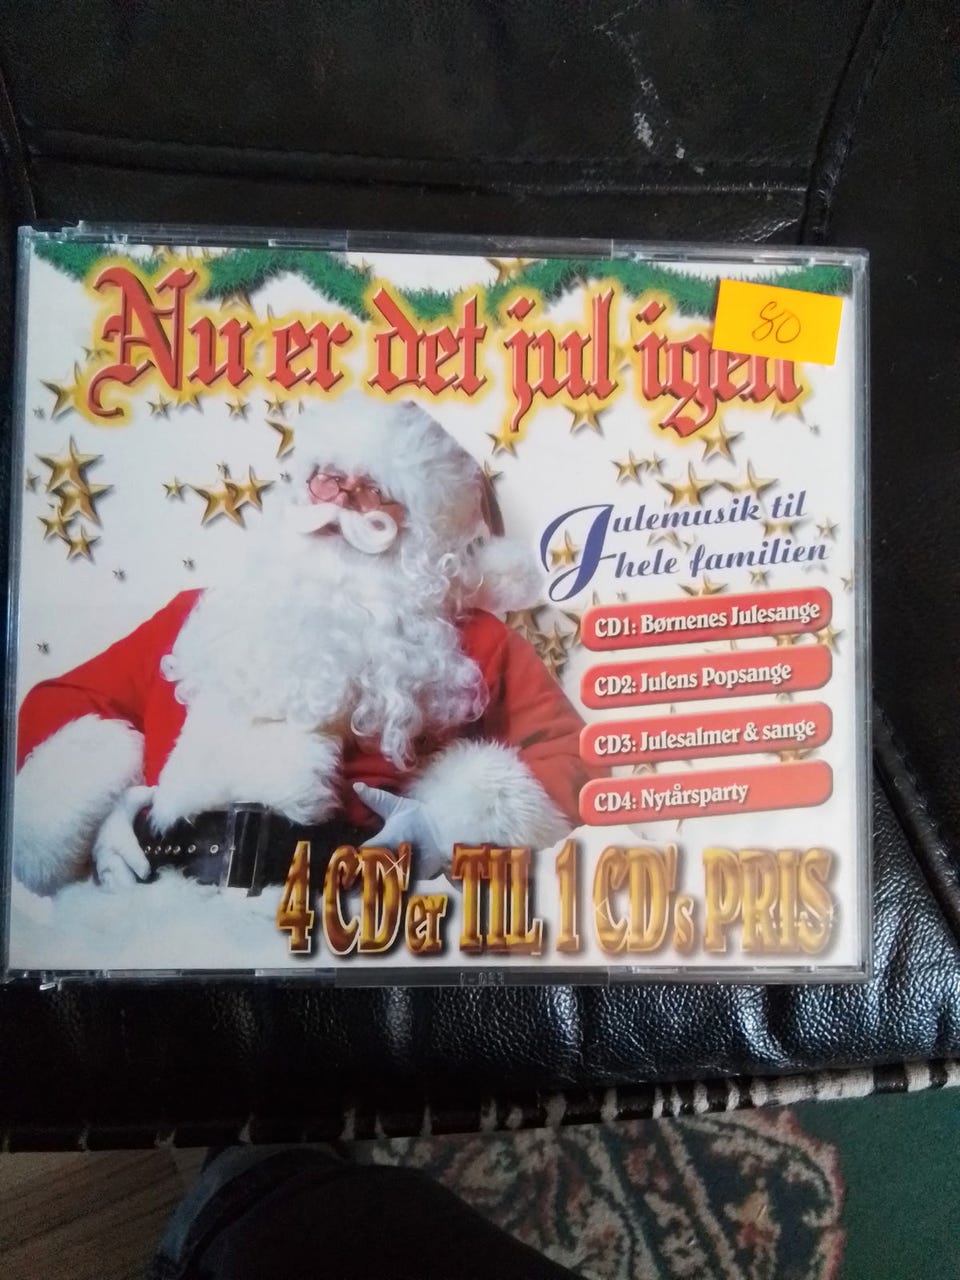 Nu er det jul igen
80
Julemusik til
hele familien
CD1: Børnenes Julesange
CD2: Julens Popsange
CD3: Julesalmer & sange
CD4: Nytårsparty
4 CD'er TIL 1 CD's PRIS